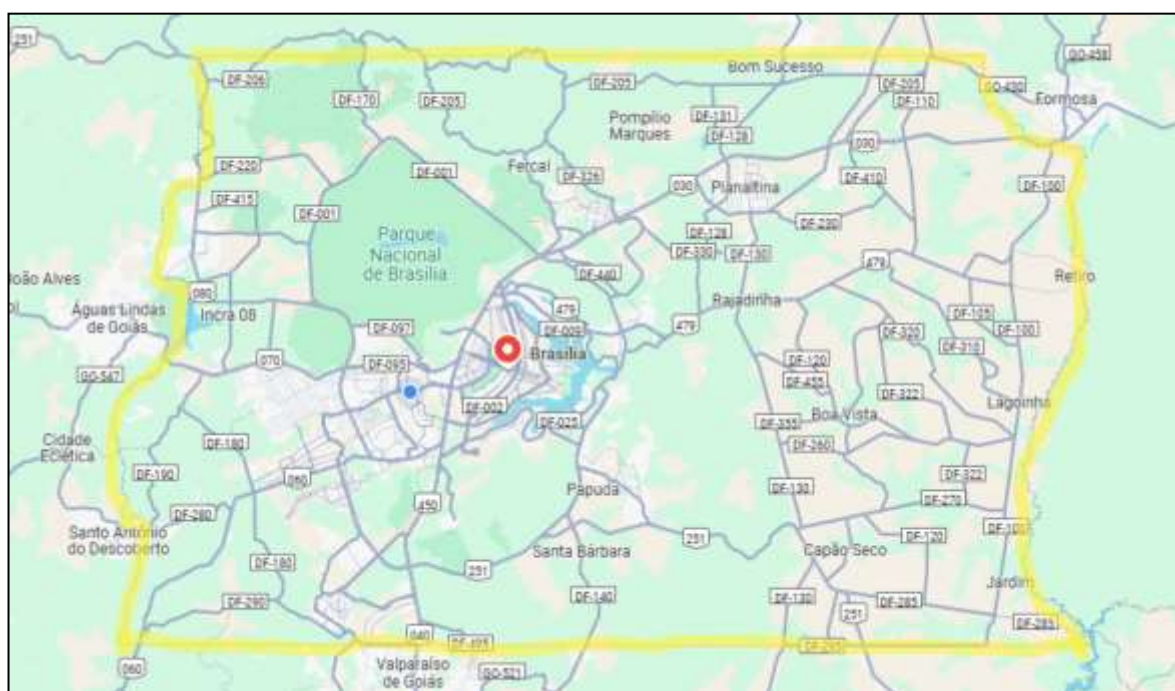 251
GO-458
DF-206
DF-170
DF-205
DF-205
Bom Sucesso
DF-205
DF-110
GO-430
Formosa
DF-131
Pompílio
Marques
DF-128
030
DF-220
DF-001
Fercal
DF-326
030
Planaltina
DF-410
DF-100
DF-415
DF-001
DF-230
Parque
Nacional
de Brasília
DF-128
DF-330
DF-130
DF-440
479
Retiro
João Alves
080
Rajadinha
Águas Lindas
de Goiás
Incra 08
479
DF-105
DF-097
DF-009
479
DF-320
DF-100
070
DF-095
Brasília
DF-310
GO-547
DF-120
DF-455
DF-002
DF-322
Lagoinha
DF-025
Boa Vista
DF-355
Cidade
Eclética
DF-180
DF-260
DF-190
060
DF-322
Papuda
DF-130
450
DF-270
DF-280
Santo Antônio
do Descoberto
251
DF-120
Santa Bárbara
Capão Seco
DF-180
251
Jardim
DF-140
DF-130
DF-290
DF-285
251
DF-285
040
DF-495
060
Valparaíso
de Goiás
GO-521